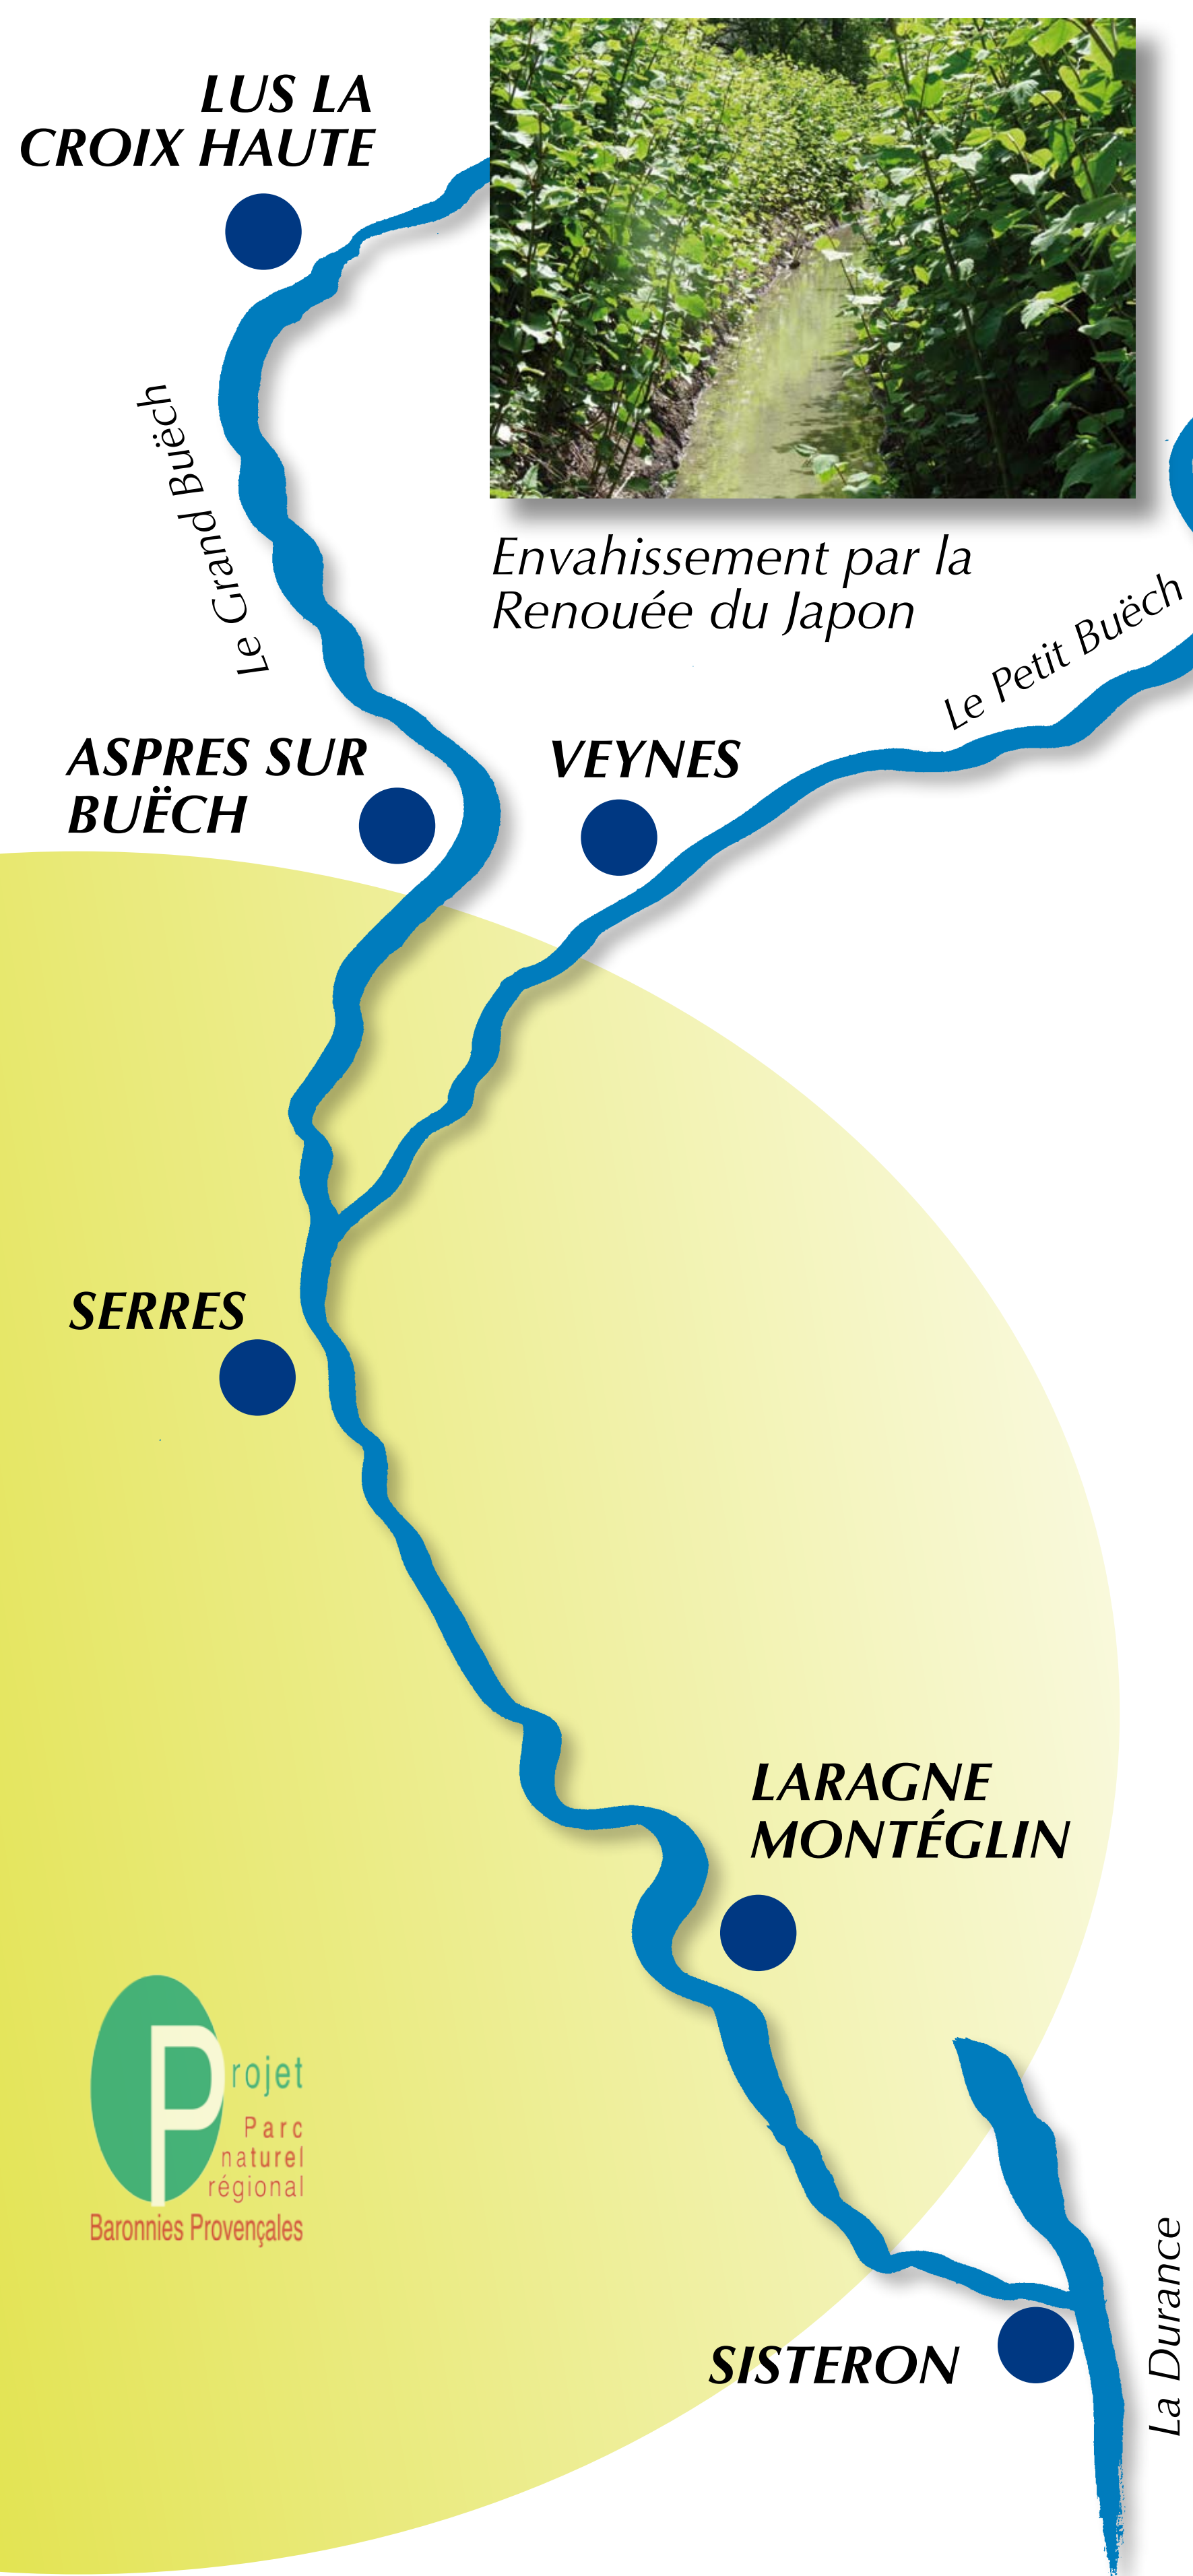 LUS LA
CROIX HAUTE
Le Grand Buëch
Envahissement par la
Renouée du Japon
Le Petit Buëch
ASPRES SUR
BUËCH
VEYNES
SERRES
LARAGNE
MONTÉGLIN
Projet
Parc
naturel
régional
Baronnies Provençales
La Durance
SISTERON